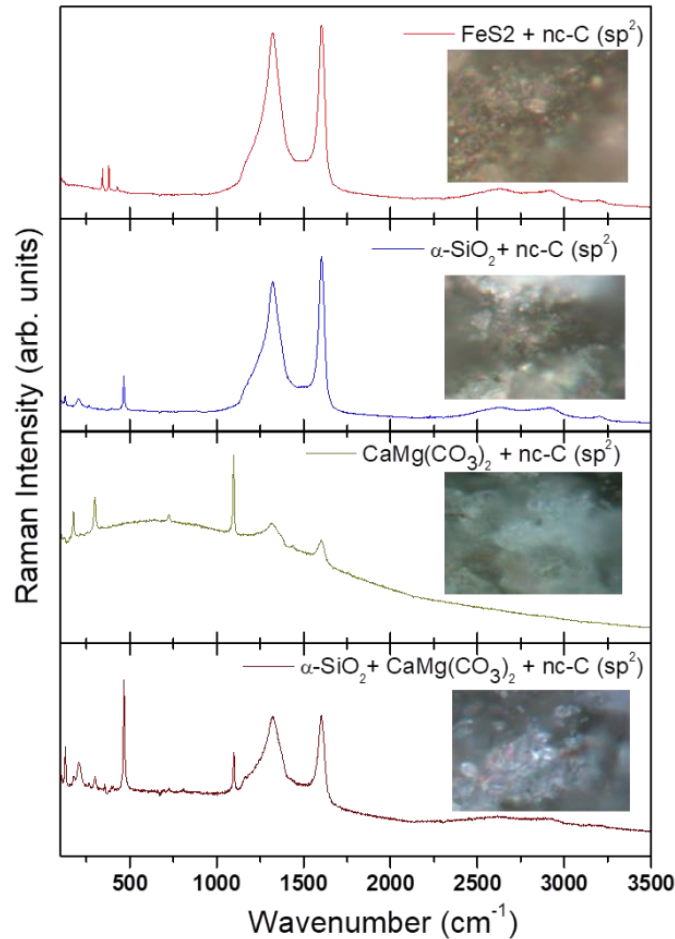 FeS2 + nc-C (sp²)
α-SiO₂+ nc-C (sp²)
CaMg(CO₃)₂ + nc-C (sp²)
α-SiO₂+ CaMg(CO₃)₂ + nc-C (sp²)
Raman Intensity (arb. units)
500 1000 1500 2000 2500 3000 3500
Wavenumber (cm⁻¹)